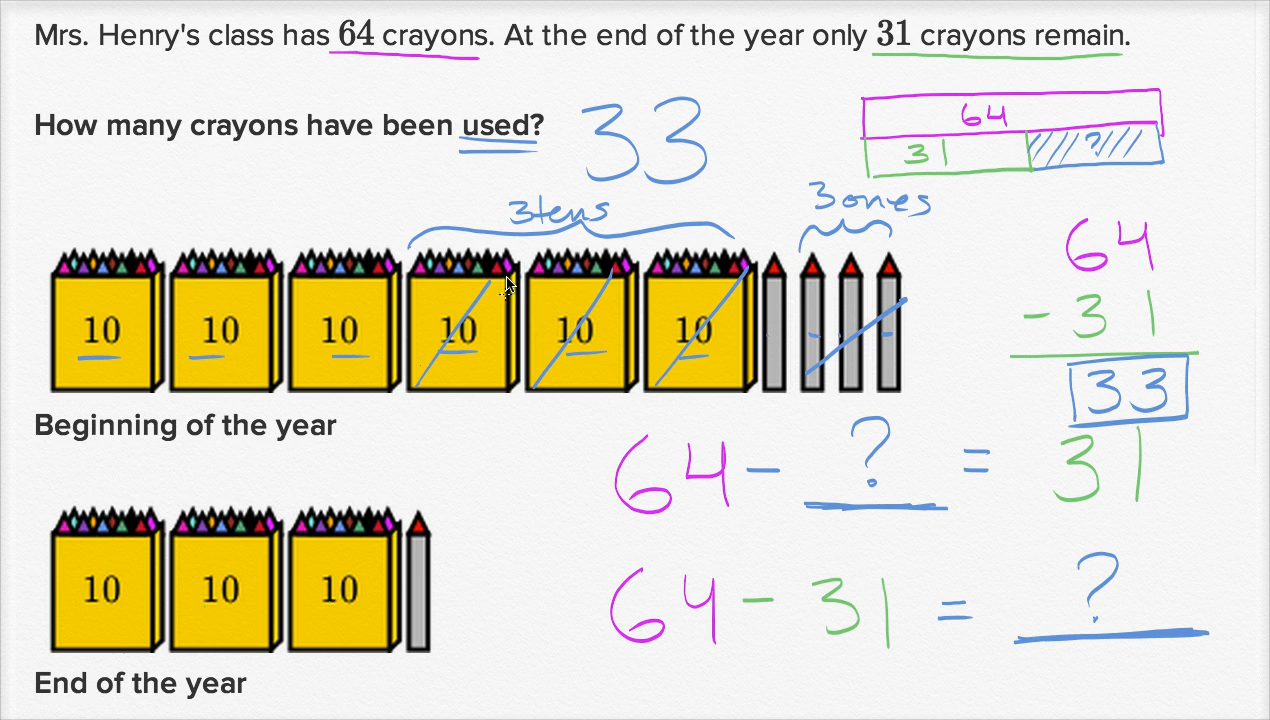 Mrs. Henry's class has 64 crayons. At the end of the year only 31 crayons remain.
How many crayons have been used? 33
64
31 ?
3 tens
3 ones
10 10 10 10 10 10
Beginning of the year
64
- 31
33
64 - ? = 31
10 10 10
64 - 31 = ?
End of the year